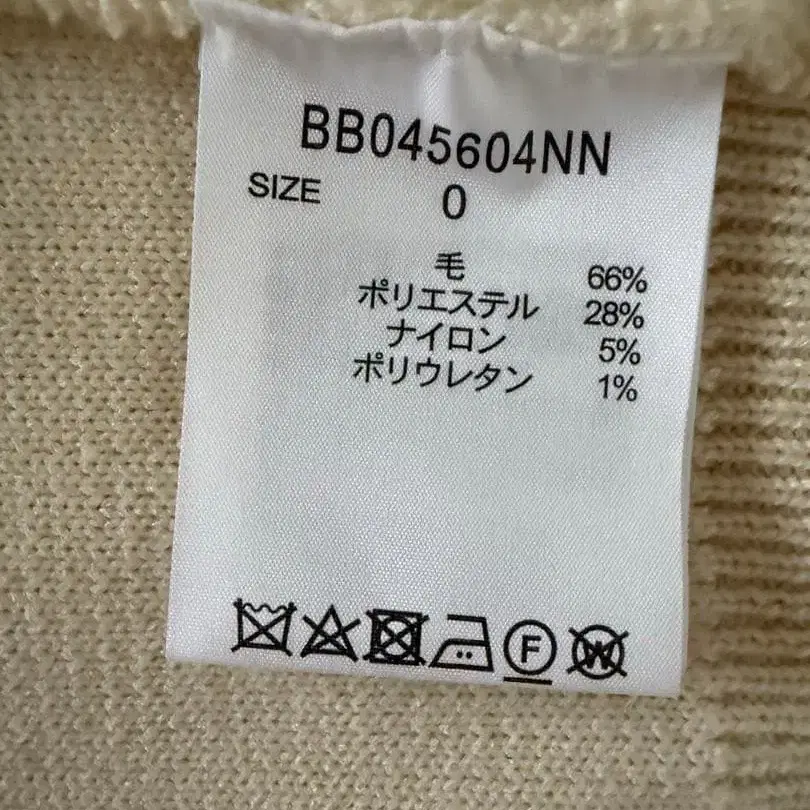 BB045604NN
SIZE 0
毛 66%
ポリエステル 28%
ナイロン 5%
ポリウレタン 1%
F W